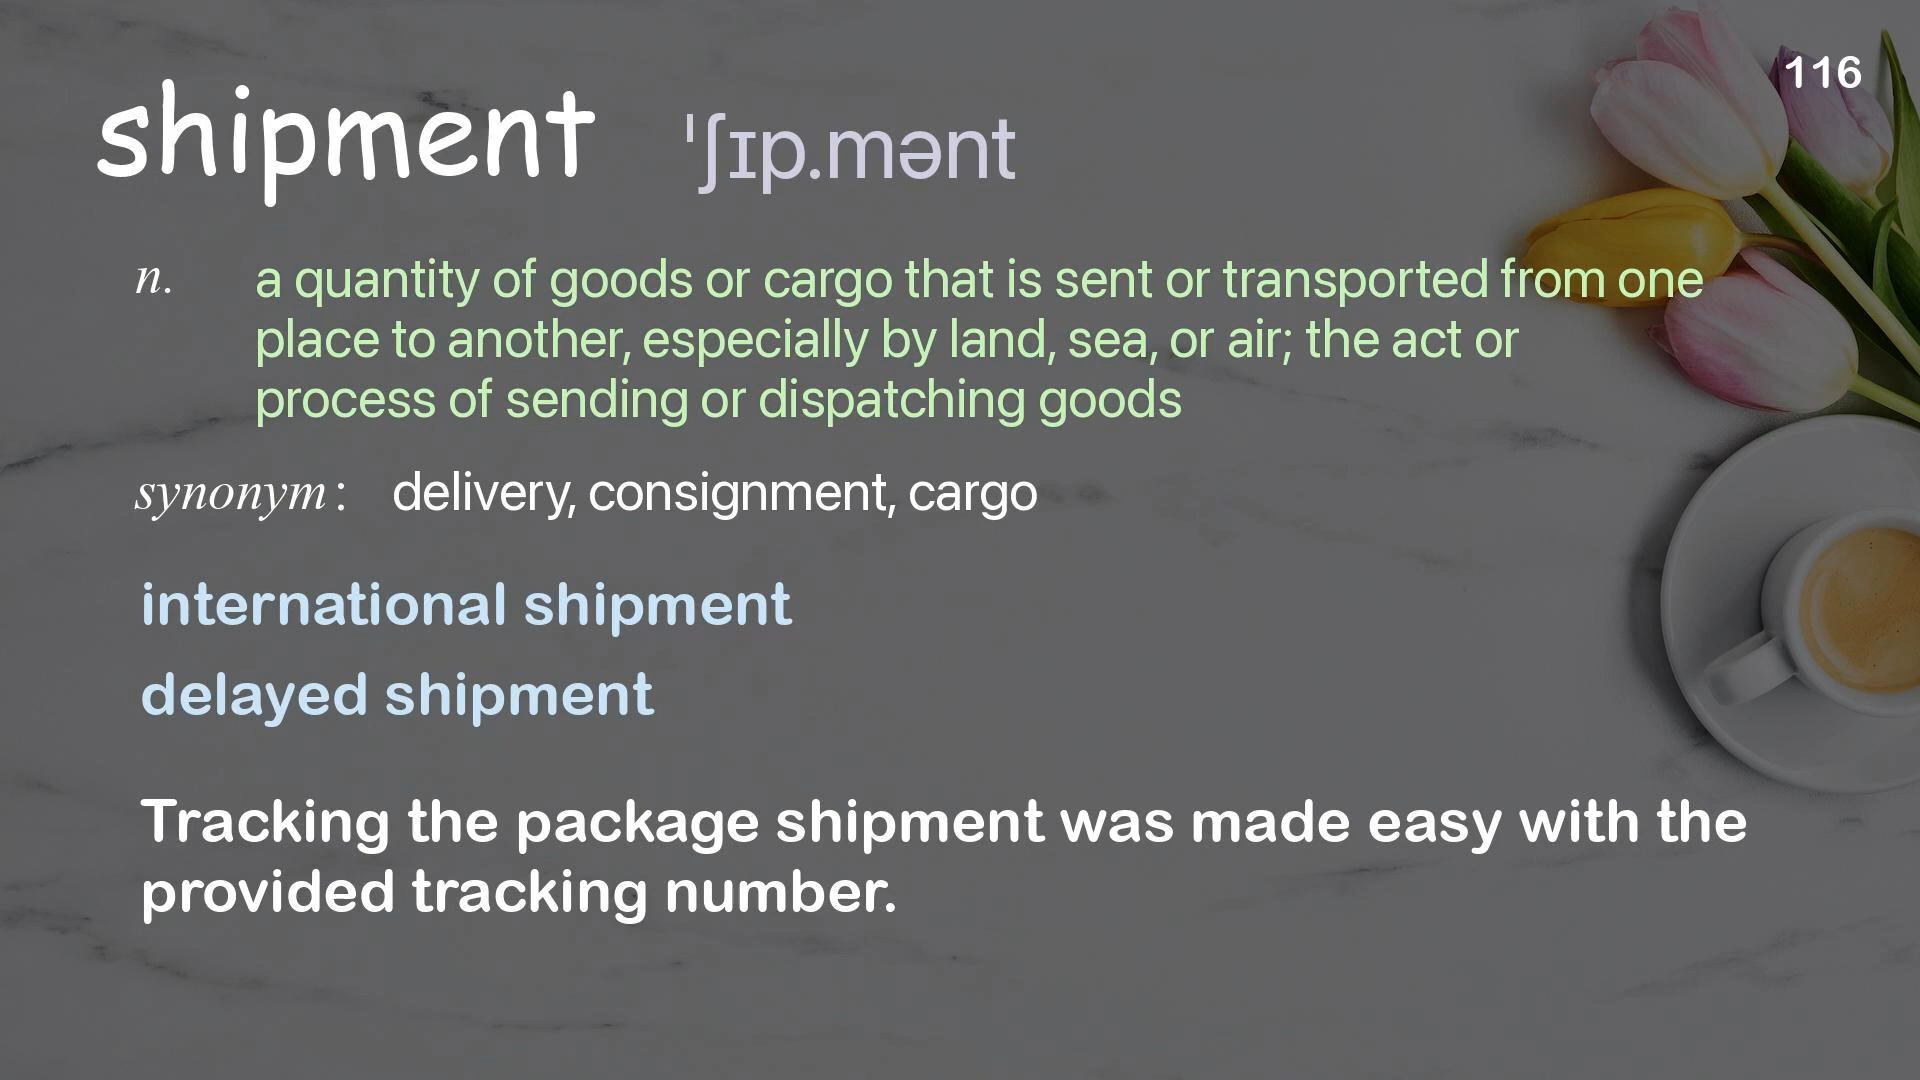 116
shipment ˈʃɪp.mənt
n. a quantity of goods or cargo that is sent or transported from one
place to another, especially by land, sea, or air; the act or
process of sending or dispatching goods
synonym: delivery, consignment, cargo
international shipment
delayed shipment
Tracking the package shipment was made easy with the
provided tracking number.